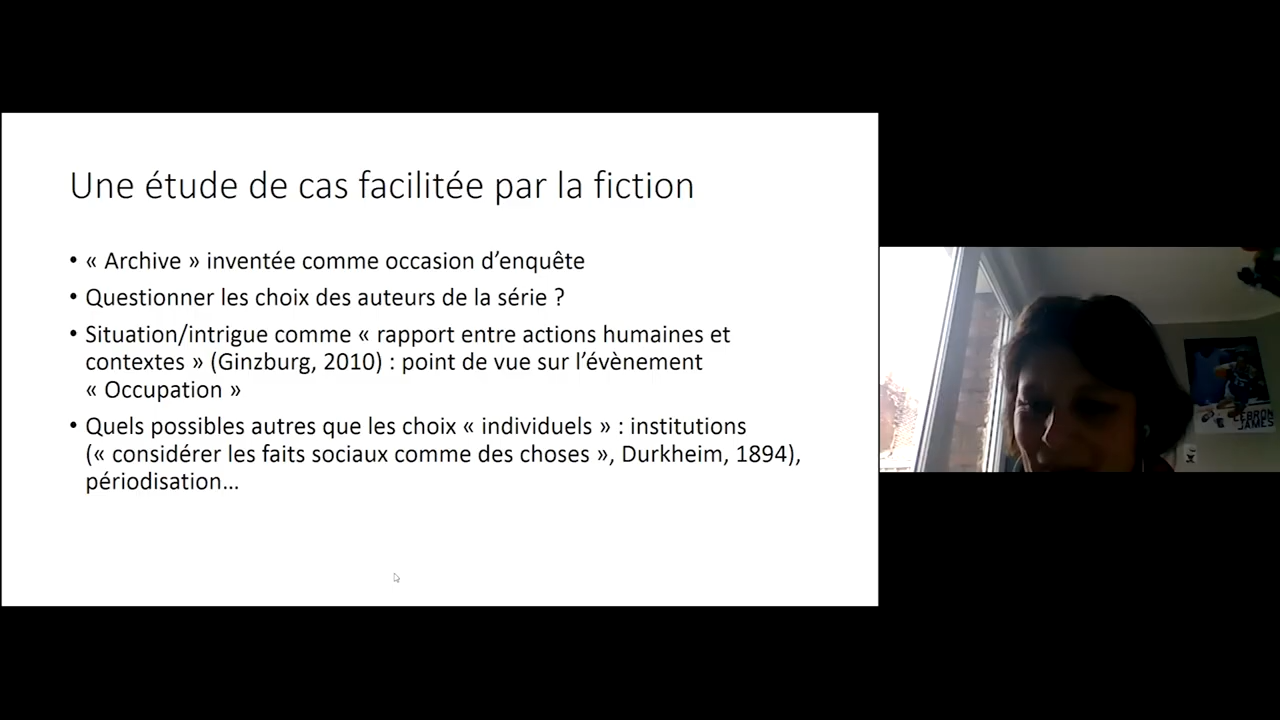 Une étude de cas facilitée par la fiction
• « Archive » inventée comme occasion d’enquête
• Questionner les choix des auteurs de la série ?
• Situation/intrigue comme « rapport entre actions humaines et
contextes » (Ginzburg, 2010) : point de vue sur l’évènement
« Occupation »
• Quels possibles autres que les choix « individuels » : institutions
(« considérer les faits sociaux comme des choses », Durkheim, 1894),
périodisation…
LEBRON
JAMES